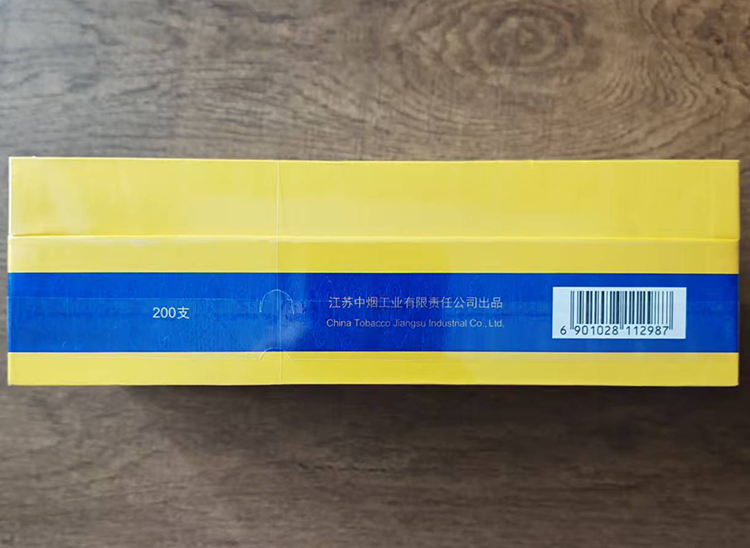 200支
江苏中烟工业有限责任公司出品
China Tobacco Jiangsu Industrial Co., Ltd.
6 901028 112987